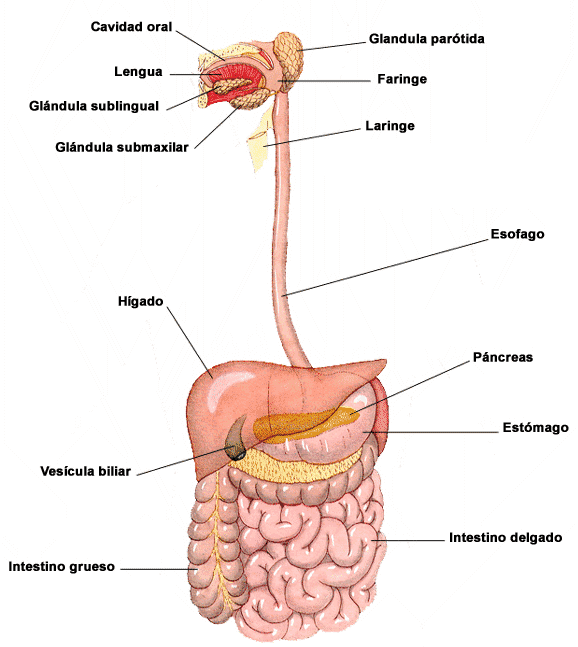 Cavidad oral
Glandula parótida
Lengua
Faringe
Glándula sublingual
Laringe
Glándula submaxilar
Esofago
Hígado
Páncreas
Estómago
Vesícula biliar
Intestino delgado
Intestino grueso